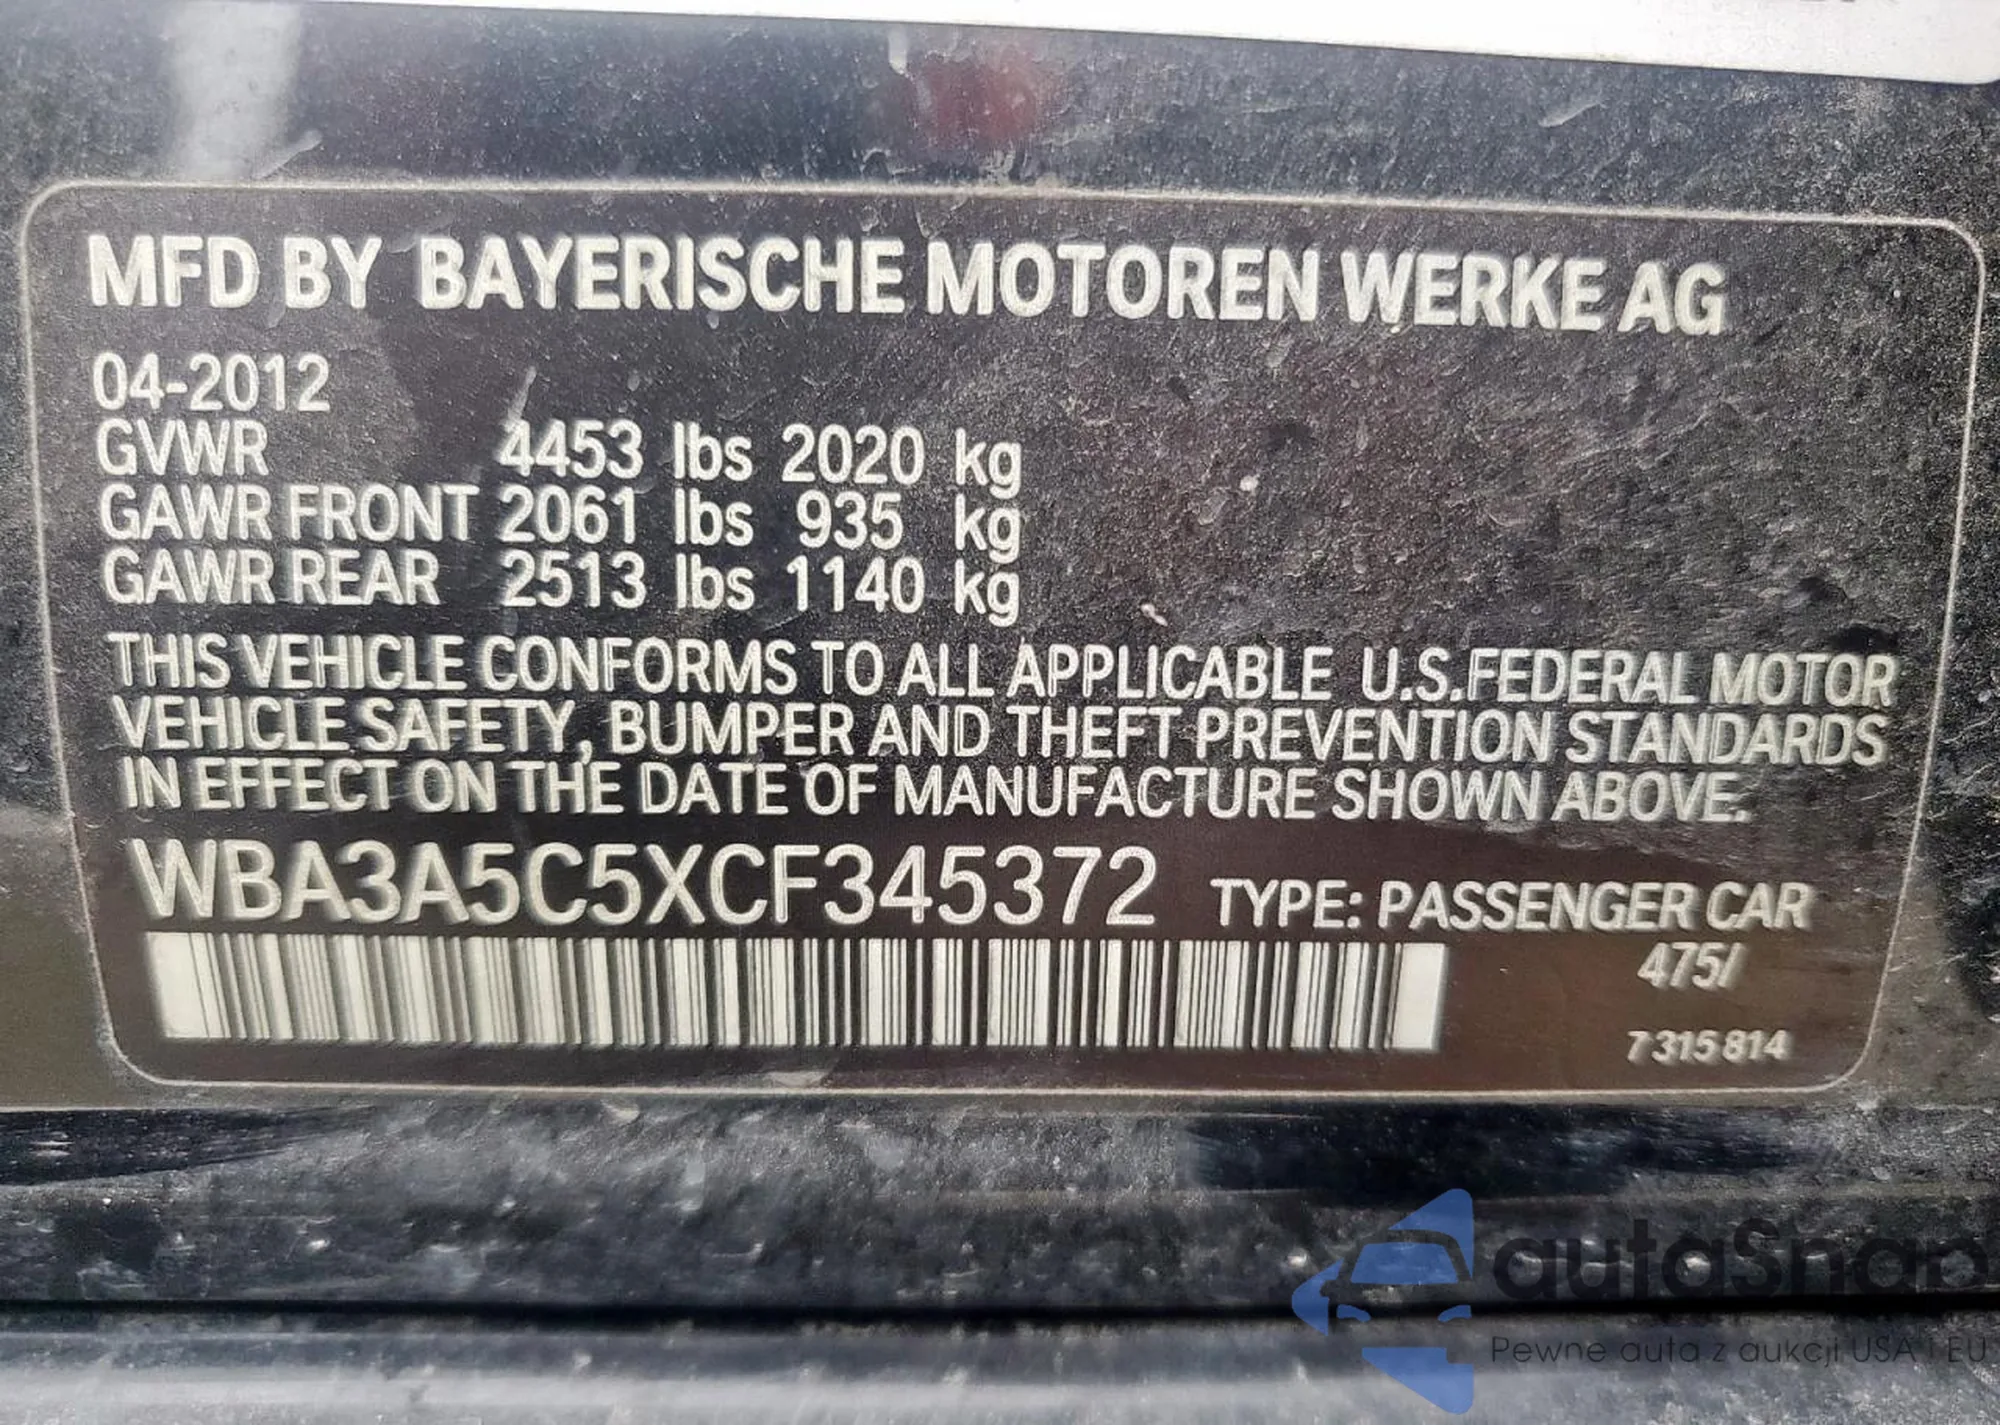 MFD BY BAYERISCHE MOTOREN WERKE AG
04-2012
GVWR 4453 lbs 2020 kg
GAWR FRONT 2061 lbs 935 kg
GAWR REAR 2513 lbs 1140 kg
THIS VEHICLE CONFORMS TO ALL APPLICABLE U.S.FEDERAL MOTOR
VEHICLE SAFETY, BUMPER AND THEFT PREVENTION STANDARDS
IN EFFECT ON THE DATE OF MANUFACTURE SHOWN ABOVE.
WBA3A5C5XCF345372 TYPE: PASSENGER CAR
475/
7 315 814
autaSnap
Pewne auta z aukcji USA i EU